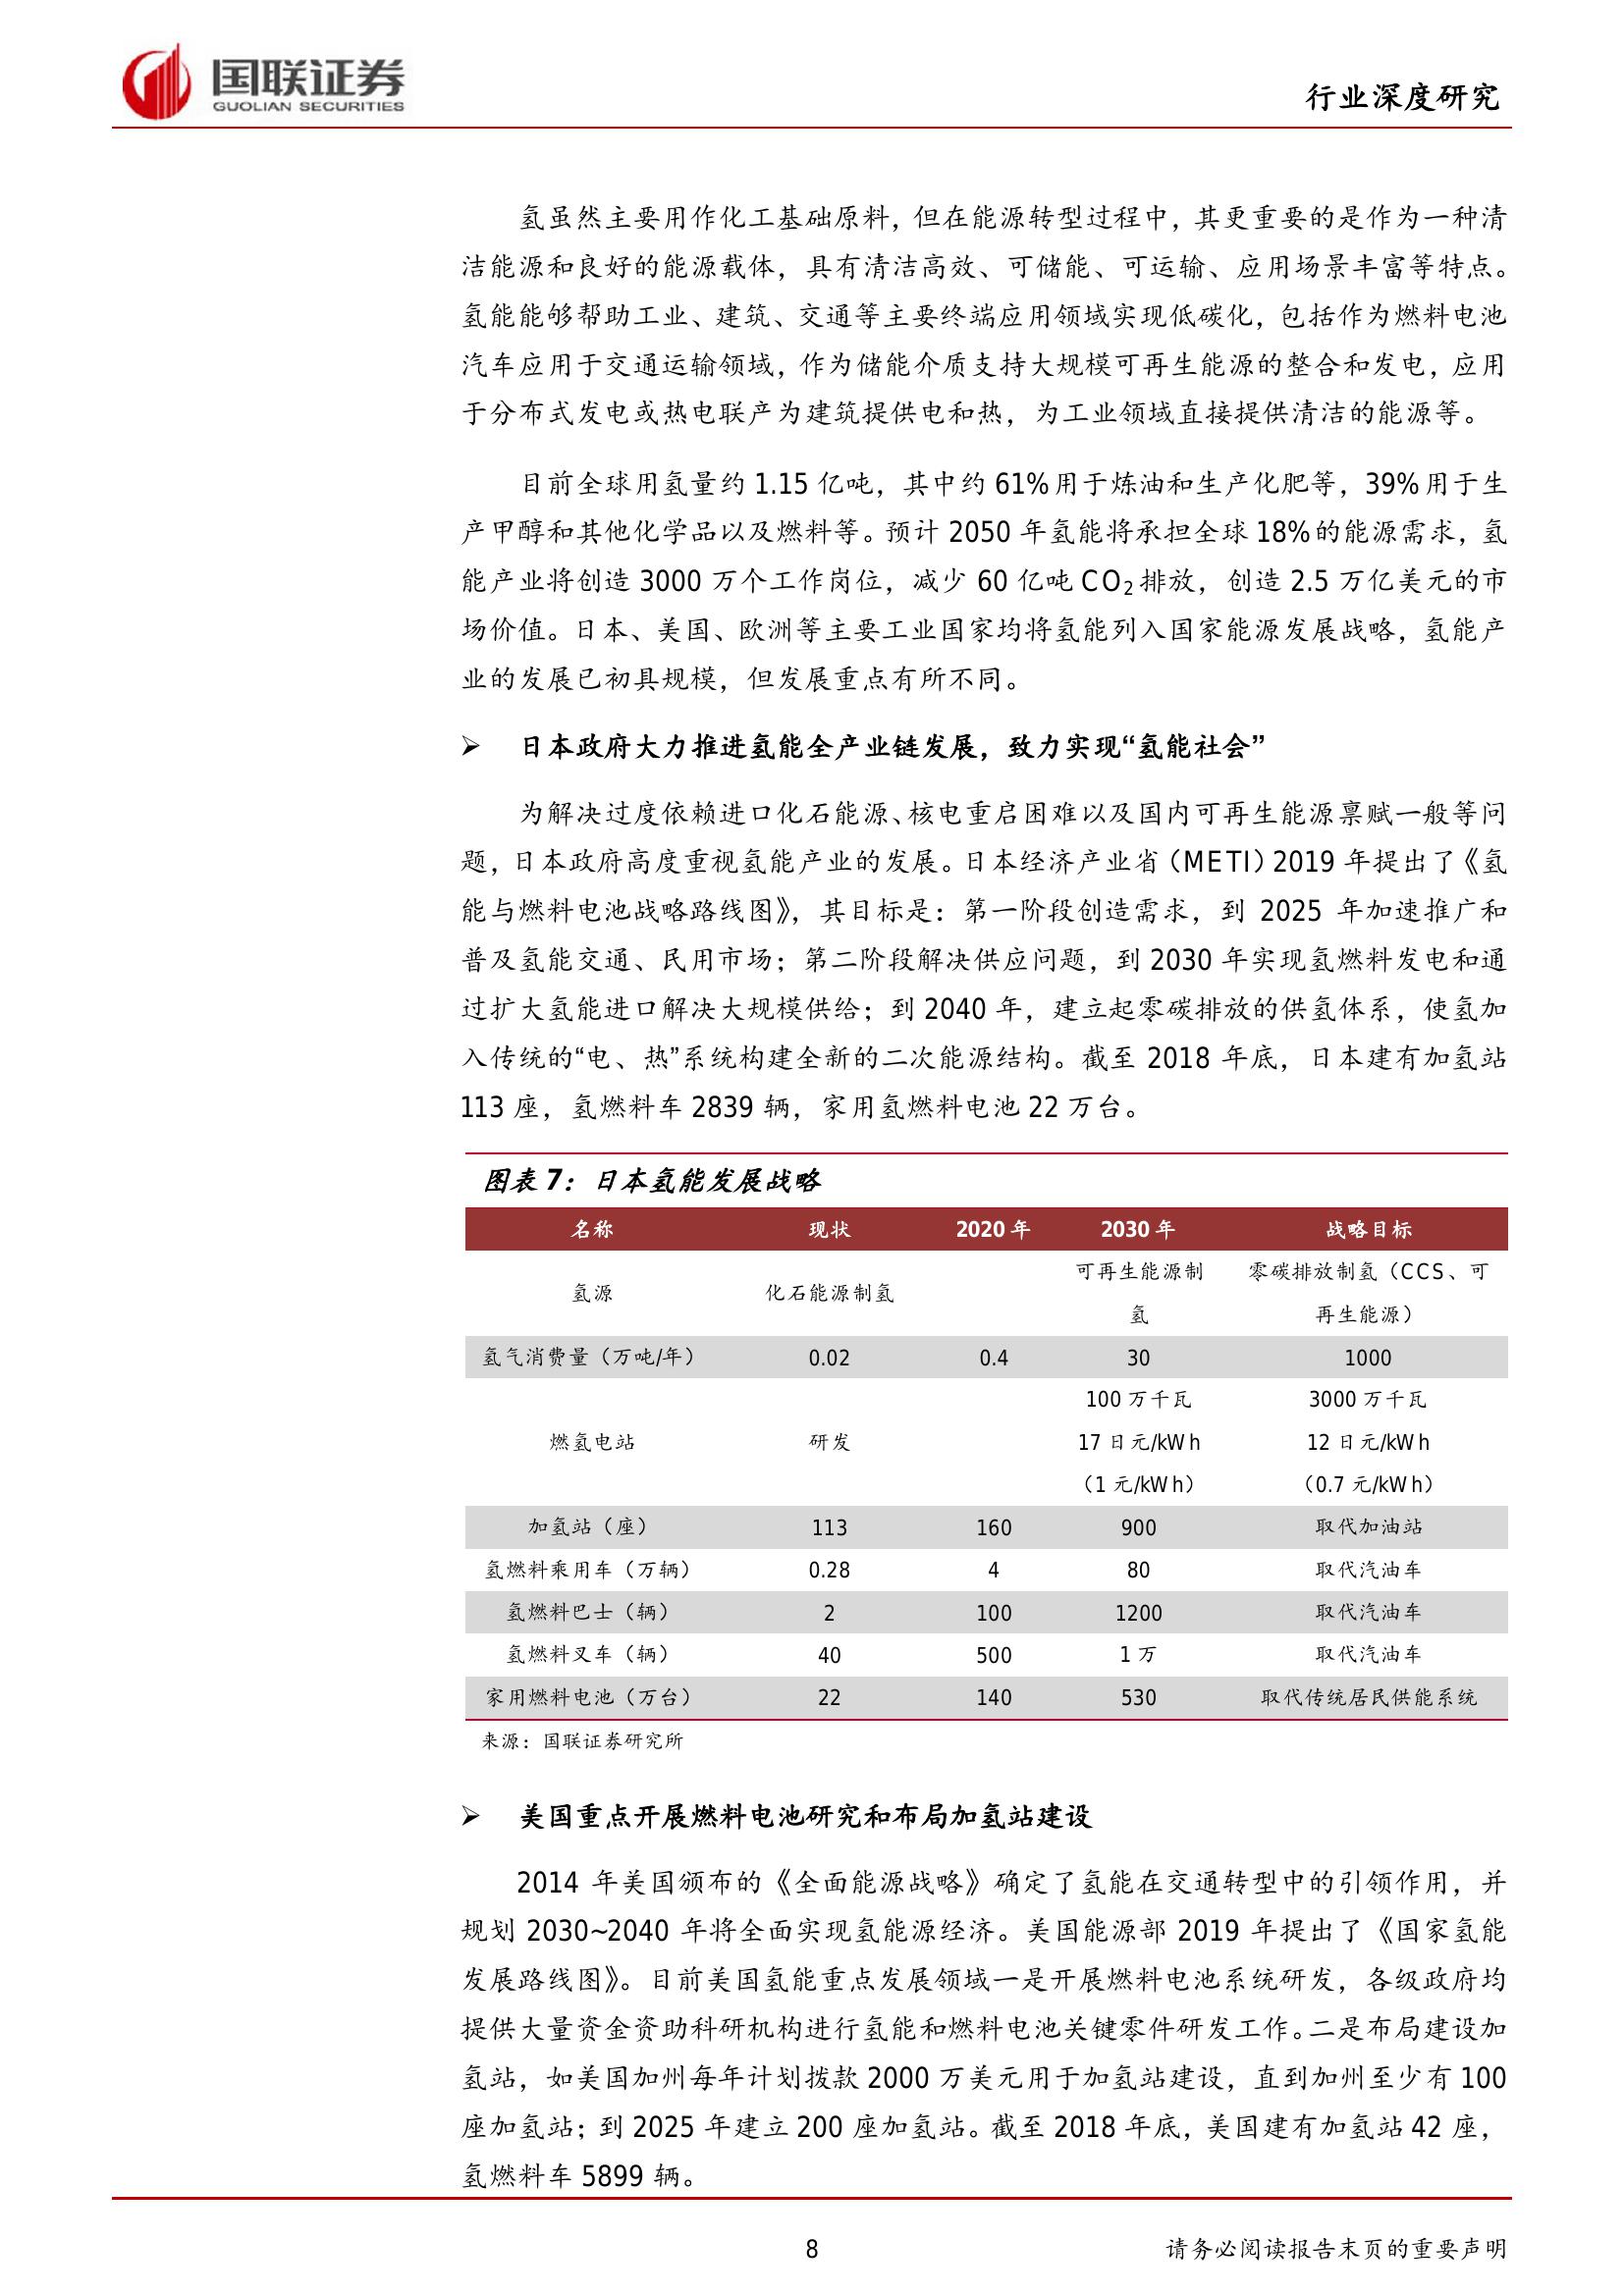 国联证券
GUOLIAN SECURITIES
行业深度研究
氢虽然主要用作化工基础原料，但在能源转型过程中，其更重要的是作为一种清
洁能源和良好的能源载体，具有清洁高效、可储能、可运输、应用场景丰富等特点。
氢能能够帮助工业、建筑、交通等主要终端应用领域实现低碳化，包括作为燃料电池
汽车应用于交通运输领域，作为储能介质支持大规模可再生能源的整合和发电，应用
于分布式发电或热电联产为建筑提供电和热，为工业领域直接提供清洁的能源等。
目前全球用氢量约 1.15 亿吨，其中约 61%用于炼油和生产化肥等，39%用于生
产甲醇和其他化学品以及燃料等。预计 2050 年氢能将承担全球 18%的能源需求，氢
能产业将创造 3000 万个工作岗位，减少 60 亿吨 CO₂排放，创造 2.5 万亿美元的市
场价值。日本、美国、欧洲等主要工业国家均将氢能列入国家能源发展战略，氢能产
业的发展已初具规模，但发展重点有所不同。
➢ 日本政府大力推进氢能全产业链发展，致力实现“氢能社会”
为解决过度依赖进口化石能源、核电重启困难以及国内可再生能源禀赋一般等问
题，日本政府高度重视氢能产业的发展。日本经济产业省（METI）2019 年提出了《氢
能与燃料电池战略路线图》，其目标是：第一阶段创造需求，到 2025 年加速推广和
普及氢能交通、民用市场；第二阶段解决供应问题，到 2030 年实现氢燃料发电和通
过扩大氢能进口解决大规模供给；到 2040 年，建立起零碳排放的供氢体系，使氢加
入传统的“电、热”系统构建全新的二次能源结构。截至 2018 年底，日本建有加氢站
113 座，氢燃料车 2839 辆，家用氢燃料电池 22 万台。
图表 7：日本氢能发展战略
名称 现状 2020 年 2030 年 战略目标
氢源 化石能源制氢 可再生能源制 零碳排放制氢（CCS、可
氢 再生能源）
氢气消费量（万吨/年） 0.02 0.4 30 1000
100 万千瓦 3000 万千瓦
燃氢电站 研发 17 日元/kWh 12 日元/kWh
（1 元/kWh） （0.7 元/kWh）
加氢站（座） 113 160 900 取代加油站
氢燃料乘用车（万辆） 0.28 4 80 取代汽油车
氢燃料巴士（辆） 2 100 1200 取代汽油车
氢燃料叉车（辆） 40 500 1 万 取代汽油车
家用燃料电池（万台） 22 140 530 取代传统居民供能系统
来源：国联证券研究所
➢ 美国重点开展燃料电池研究和布局加氢站建设
2014 年美国颁布的《全面能源战略》确定了氢能在交通转型中的引领作用，并
规划 2030~2040 年将全面实现氢能源经济。美国能源部 2019 年提出了《国家氢能
发展路线图》。目前美国氢能重点发展领域一是开展燃料电池系统研发，各级政府均
提供大量资金资助科研机构进行氢能和燃料电池关键零件研发工作。二是布局建设加
氢站，如美国加州每年计划拨款 2000 万美元用于加氢站建设，直到加州至少有 100
座加氢站；到 2025 年建立 200 座加氢站。截至 2018 年底，美国建有加氢站 42 座，
氢燃料车 5899 辆。
8
请务必阅读报告末页的重要声明